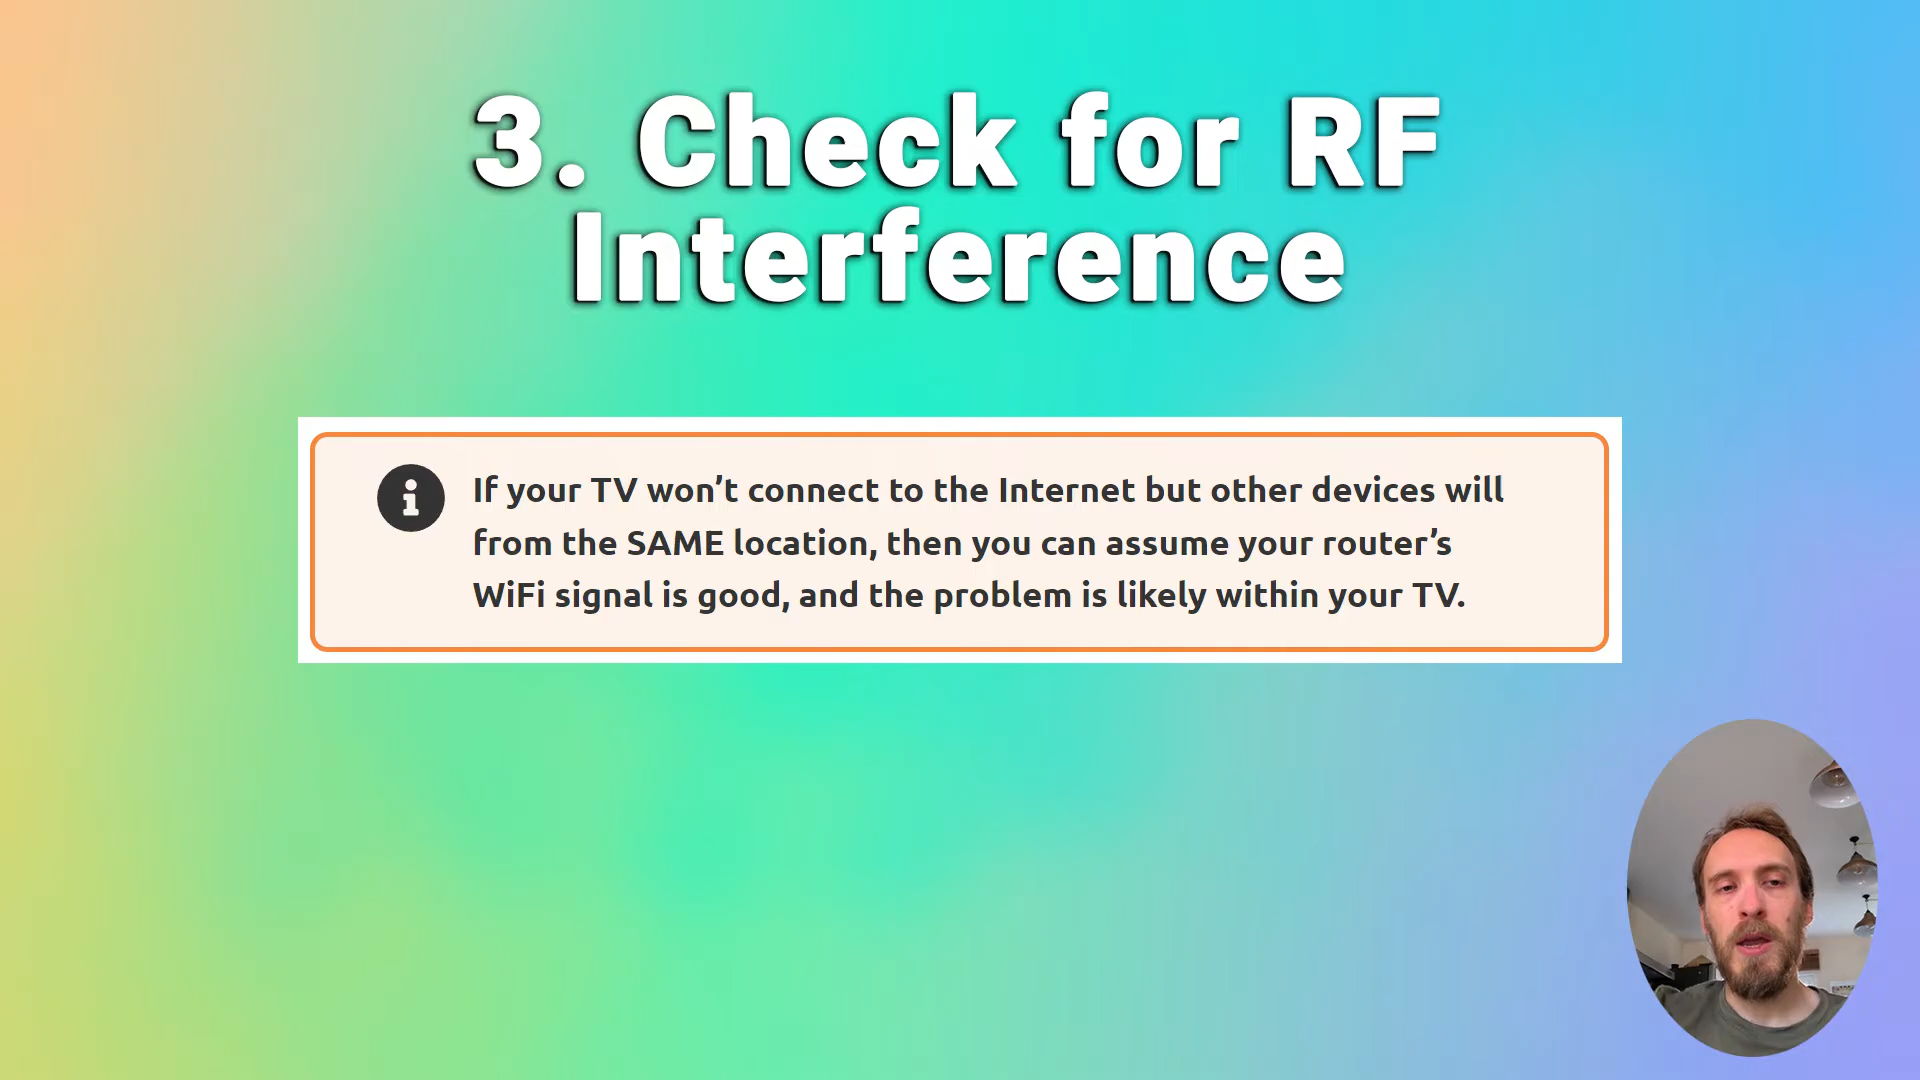 3. Check for RF
Interference
If your TV won’t connect to the Internet but other devices will
from the SAME location, then you can assume your router’s
WiFi signal is good, and the problem is likely within your TV.